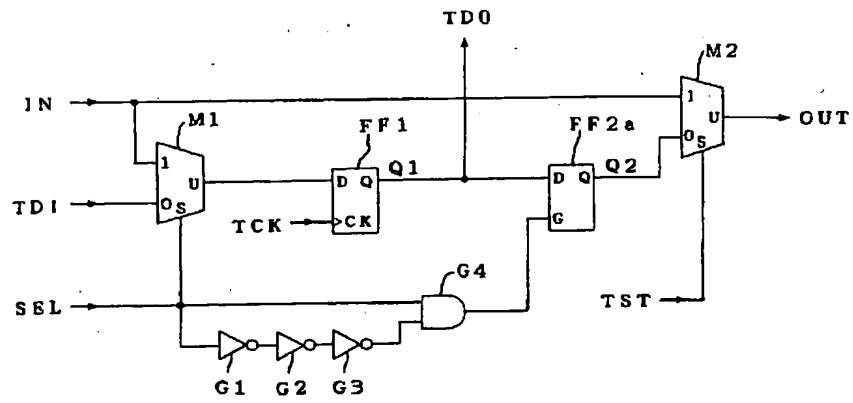 TDO
M2
IN
1
U
OUT
0
S
M1
FF1
FF2a
1
U
D Q
Q1
D Q
Q2
TDI
0
S
TCK
CK
G
G4
SEL
TST
G1
G2
G3